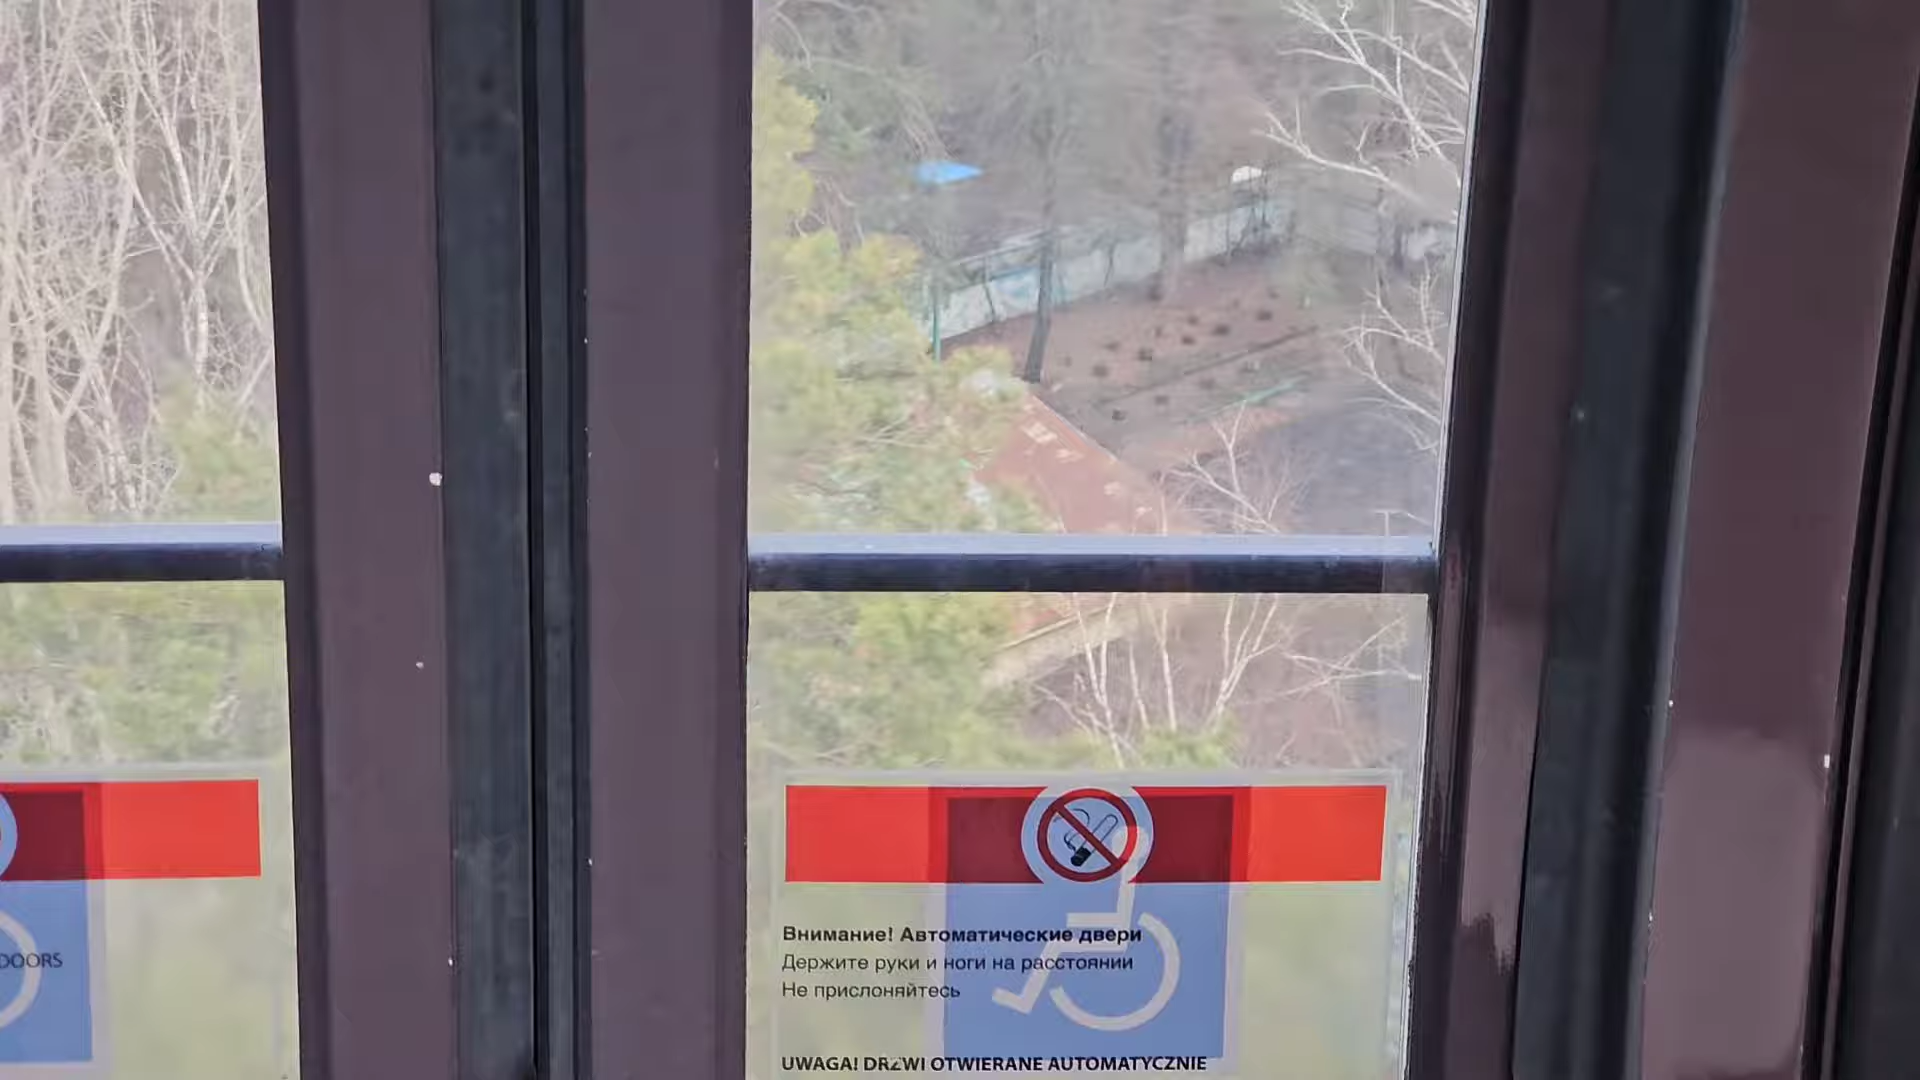 DOORS
Внимание! Автоматические двери
Держите руки и ноги на расстоянии
Не прислоняйтесь
UWAGA! DRZWI OTWIERANE AUTOMATYCZNIE